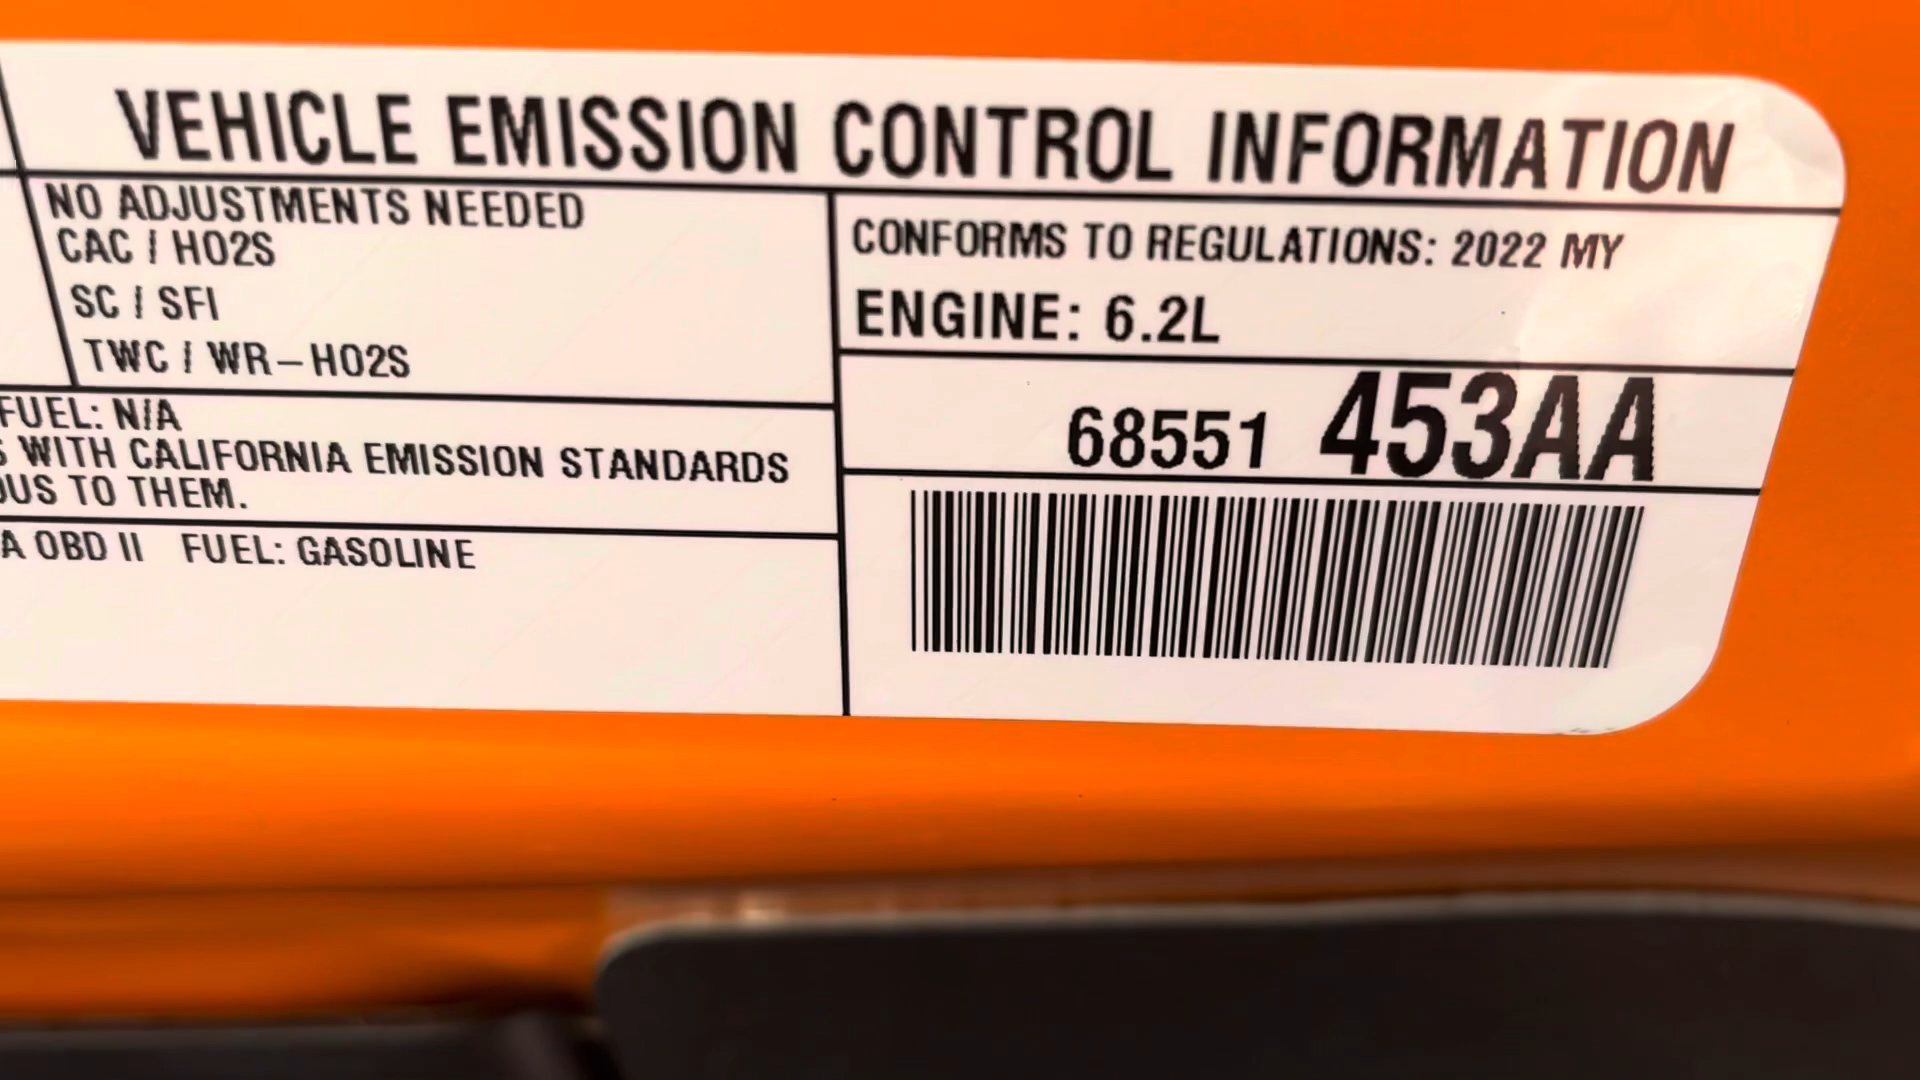 VEHICLE EMISSION CONTROL INFORMATION
NO ADJUSTMENTS NEEDED
CAC / HO2S
SC / SFI
TWC / WR-HO2S
FUEL: N/A
WITH CALIFORNIA EMISSION STANDARDS
TO THEM.
OBD II FUEL: GASOLINE
CONFORMS TO REGULATIONS: 2022 MY
ENGINE: 6.2L
68551 453AA